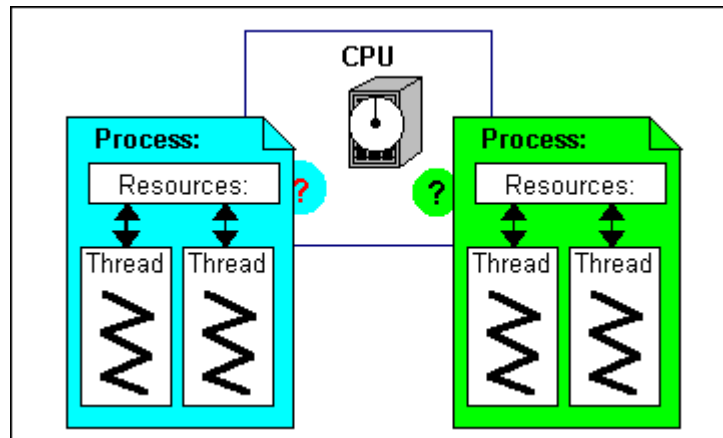 CPU
Process:
Resources:
?
Thread
Thread
Process:
?
Resources:
Thread
Thread